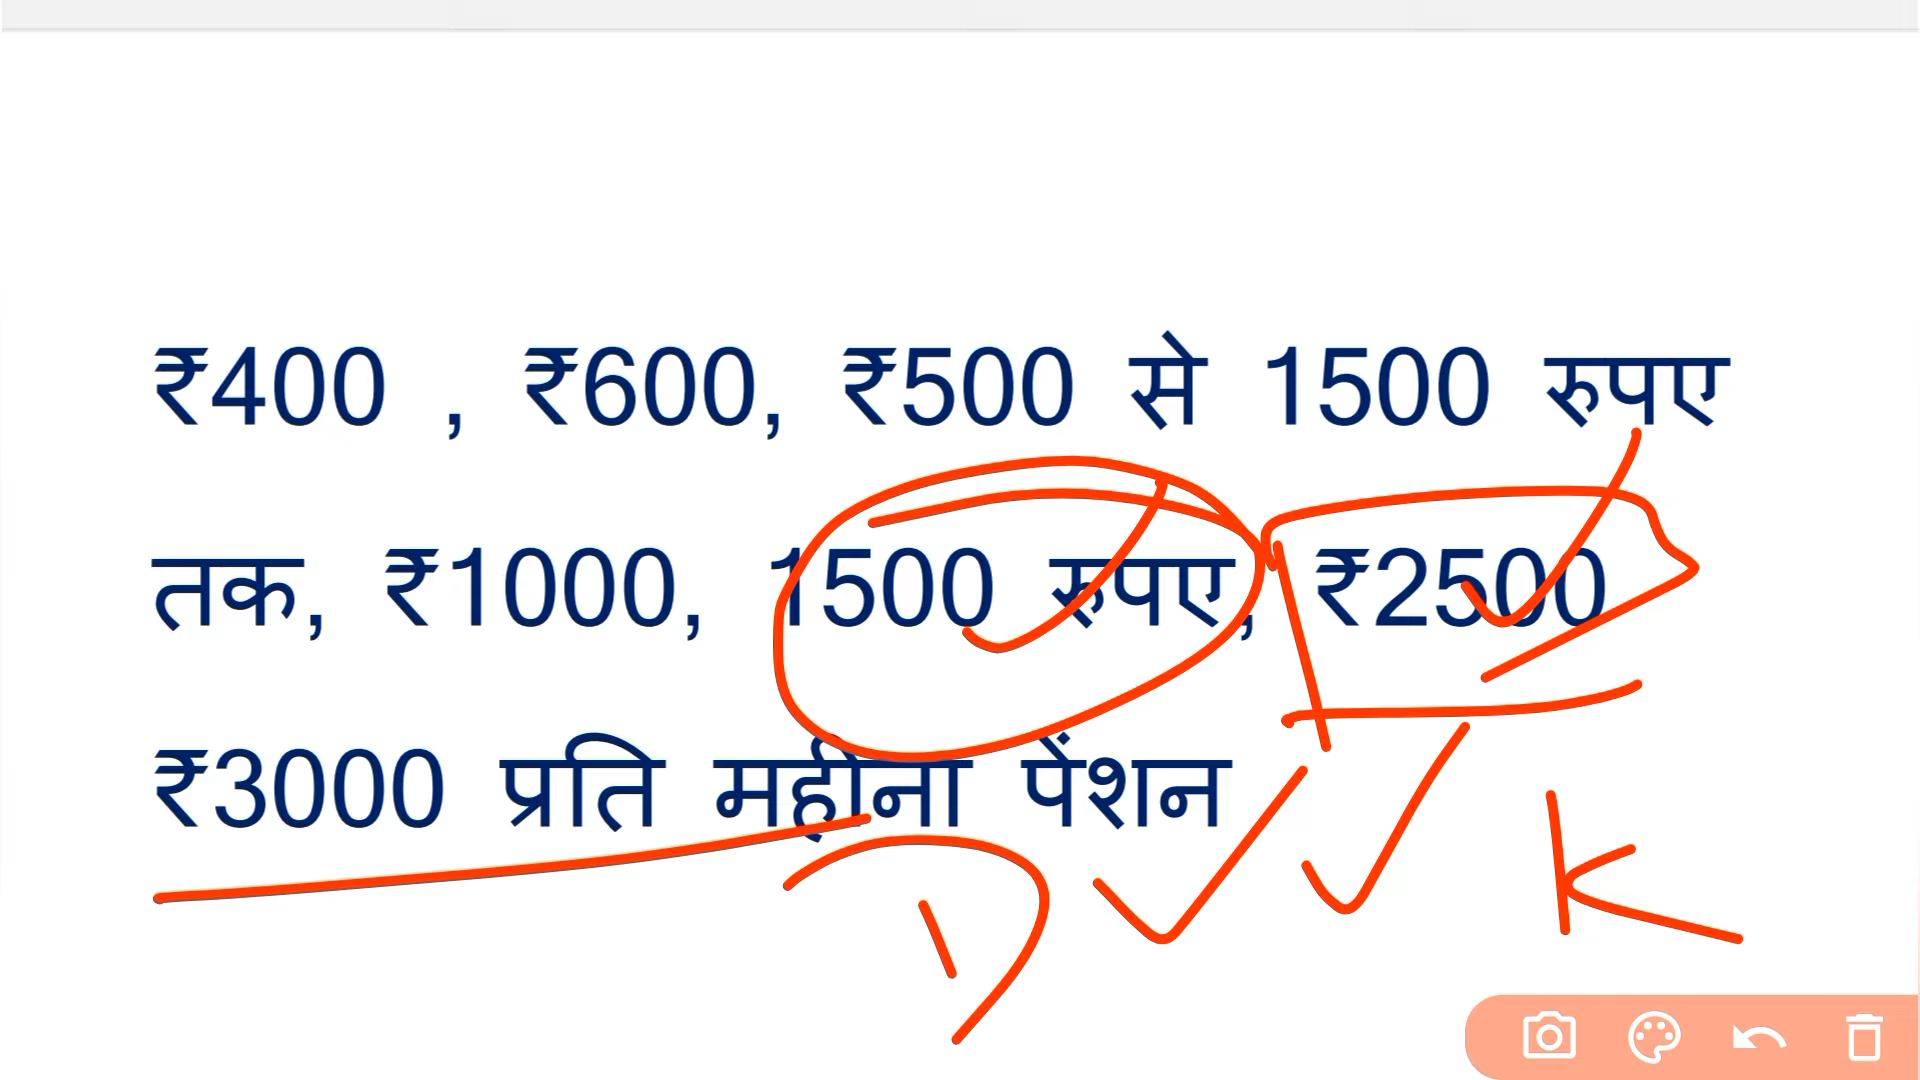 ₹400 , ₹600, ₹500 से 1500 रुपए
तक, ₹1000, 1500 रुपए, ₹2500
₹3000 प्रति महीना पेंशन
D K